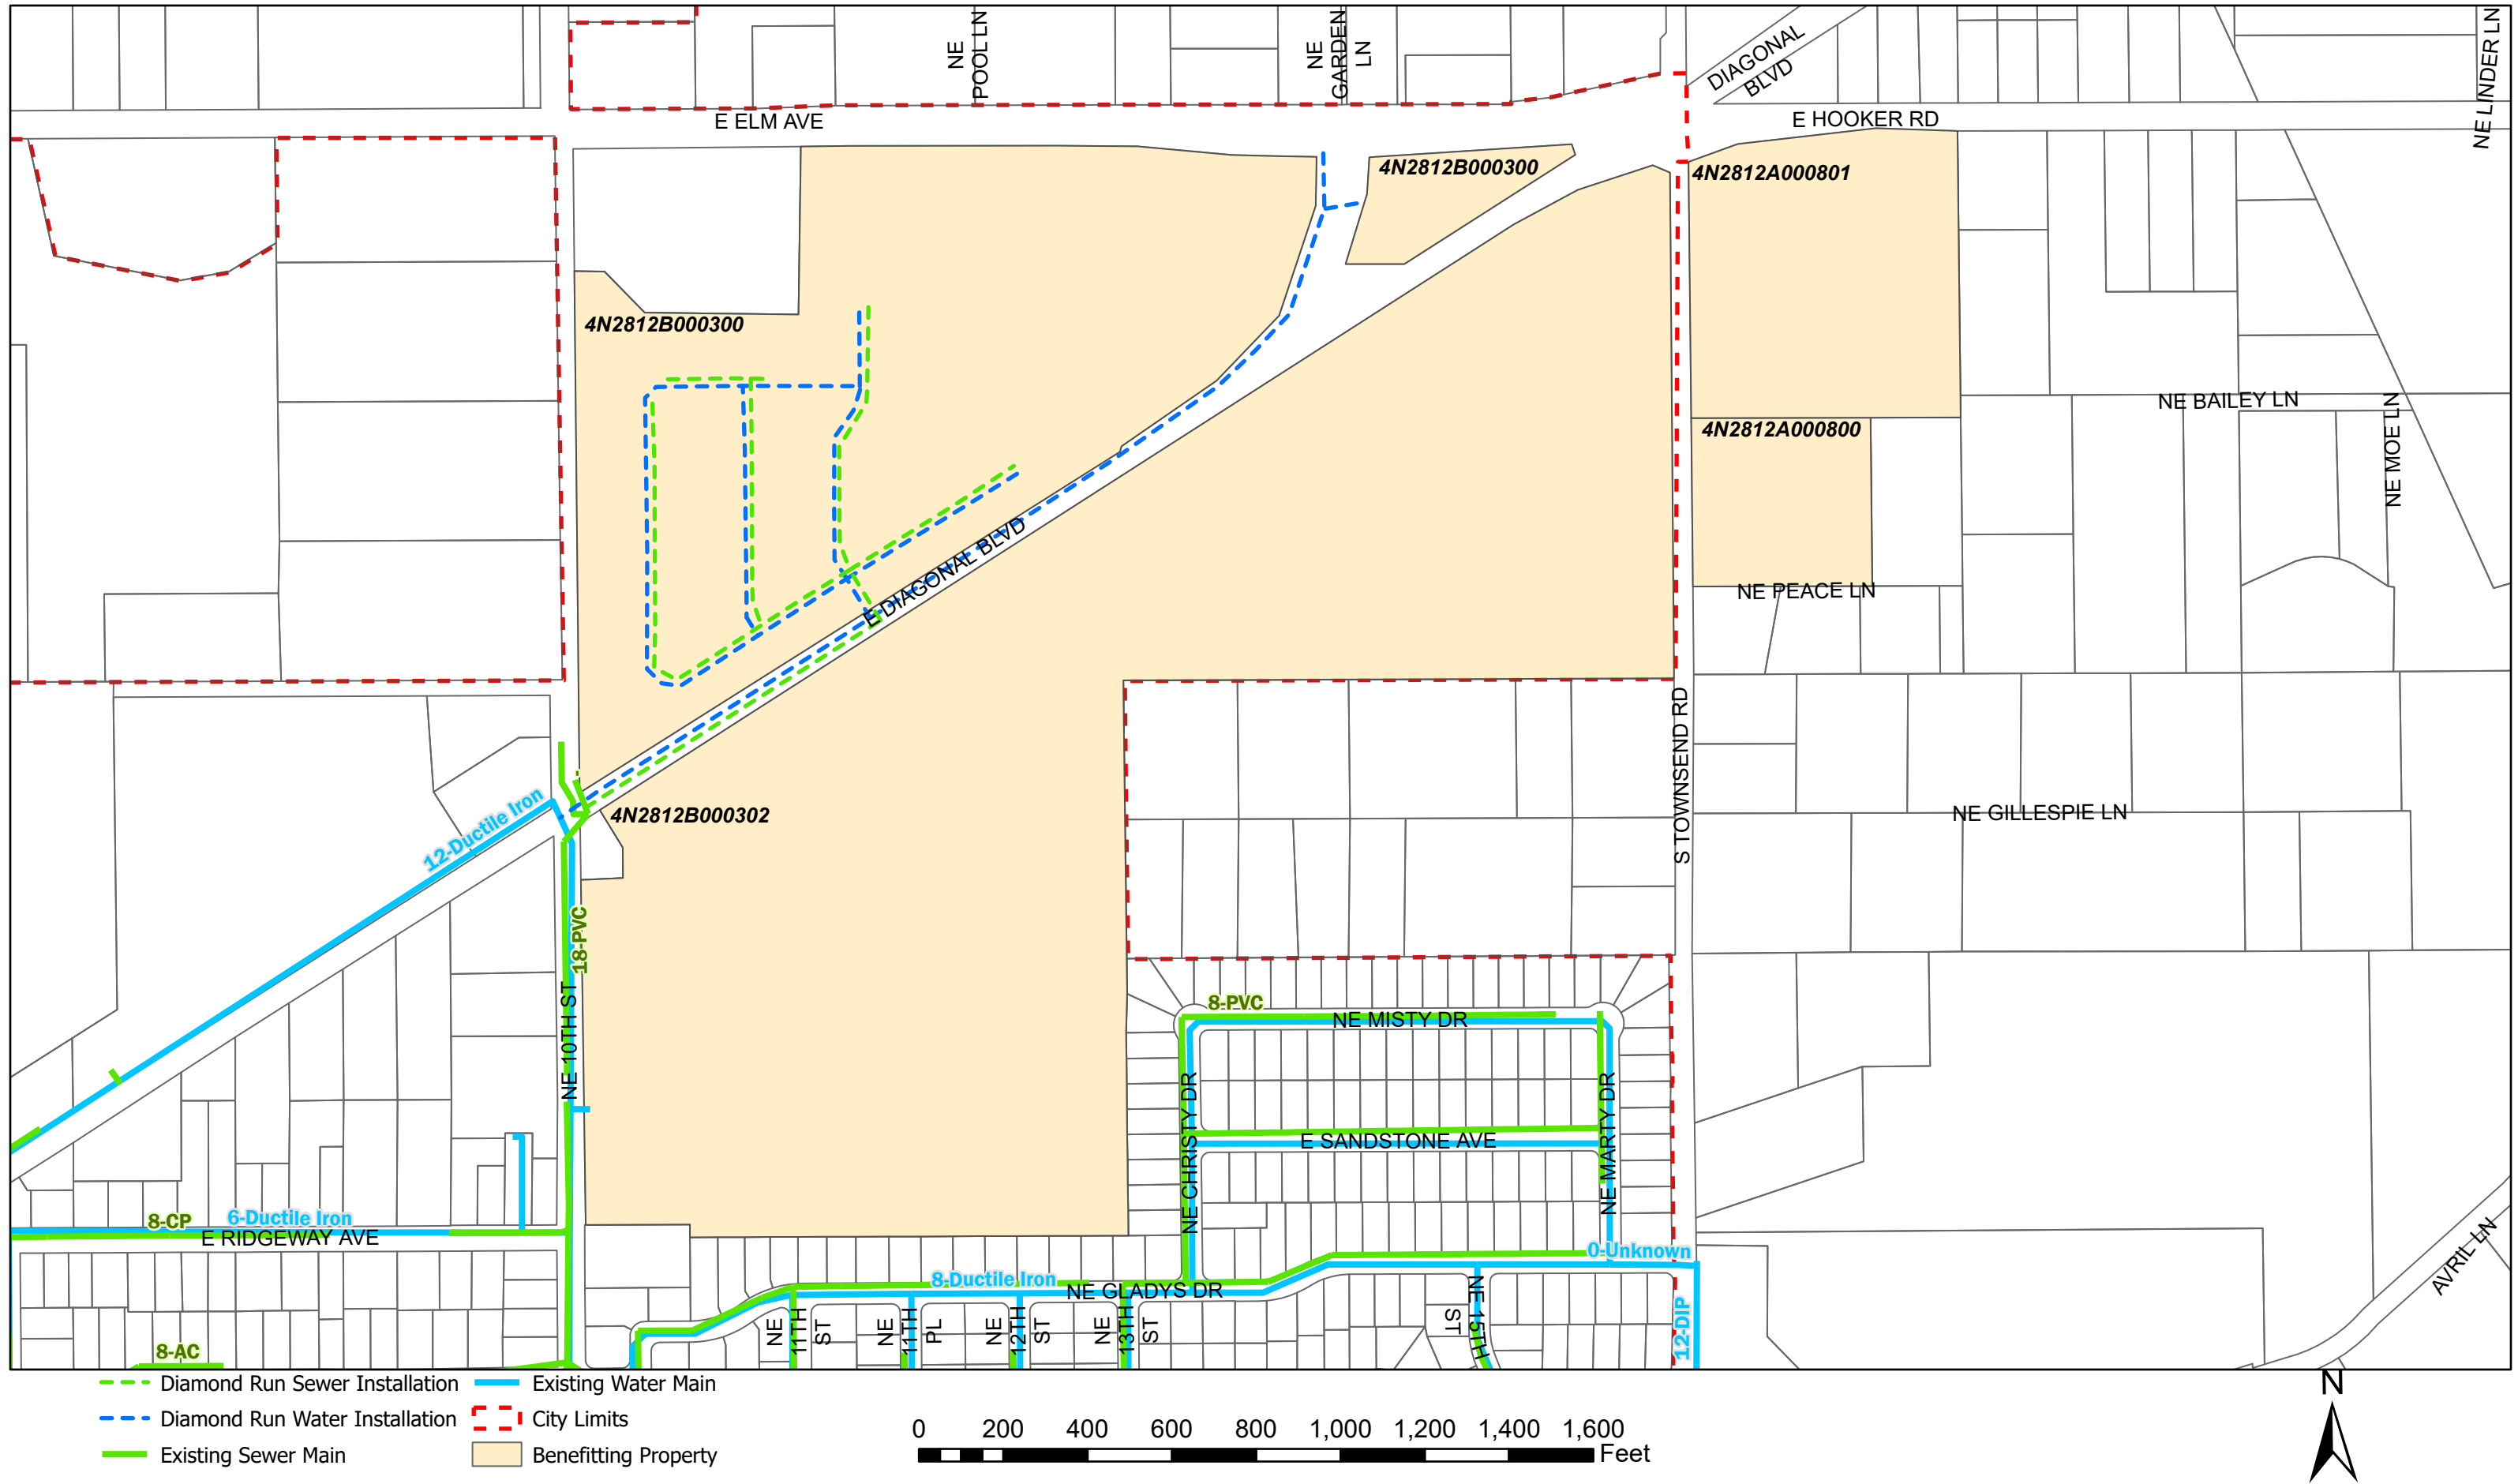 NE
POOL LN
NE
GARDEN
LN
DIAGONAL
BLVD
NE LINDER LN
E ELM AVE
E HOOKER RD
4N2812B000300
4N2812A000801
4N2812B000300
NE BAILEY LN
NE MOE LN
4N2812A000800
E DIAGONAL BLVD
NE PEACE LN
S TOWNSEND RD
12-Ductile Iron
4N2812B000302
NE GILLESPIE LN
18-PVC
NE 10TH ST
8-PVC
NE MISTY DR
NE CHRISTY DR
E SANDSTONE AVE
NE MARTY DR
8-CP
6-Ductile Iron
E RIDGEWAY AVE
0-Unknown
8-Ductile Iron
NE GLADYS DR
AVRIL LN
NE
11TH
ST
NE
11TH
PL
NE
12TH
ST
NE
13TH
ST
NE 15TH
ST
12-DIP
8-AC
Diamond Run Sewer Installation
Existing Water Main
Diamond Run Water Installation
City Limits
Existing Sewer Main
Benefitting Property
0 200 400 600 800 1,000 1,200 1,400 1,600
Feet
N